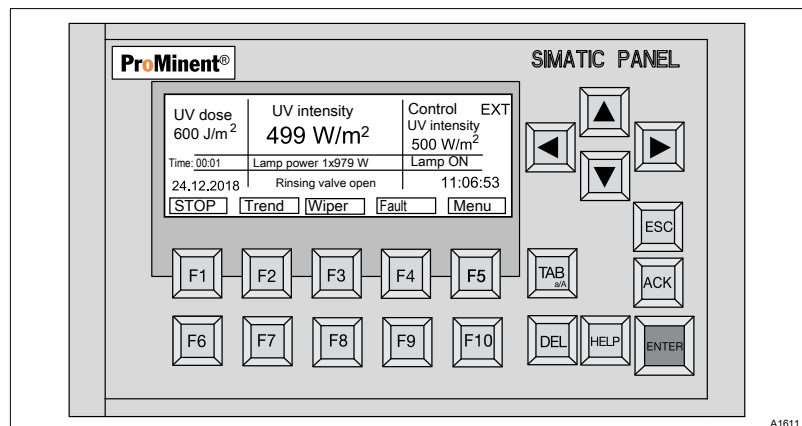 ProMinent®
SIMATIC PANEL
UV dose
600 J/m2
UV intensity
499 W/m2
Control EXT
UV intensity
500 W/m2
Time: 00:01 Lamp power 1x979 W Lamp ON
24.12.2018 Rinsing valve open 11:06:53
STOP Trend Wiper Fault Menu
ESC
F1 F2 F3 F4 F5 TAB a/A ACK
F6 F7 F8 F9 F10 DEL HELP ENTER
A1611